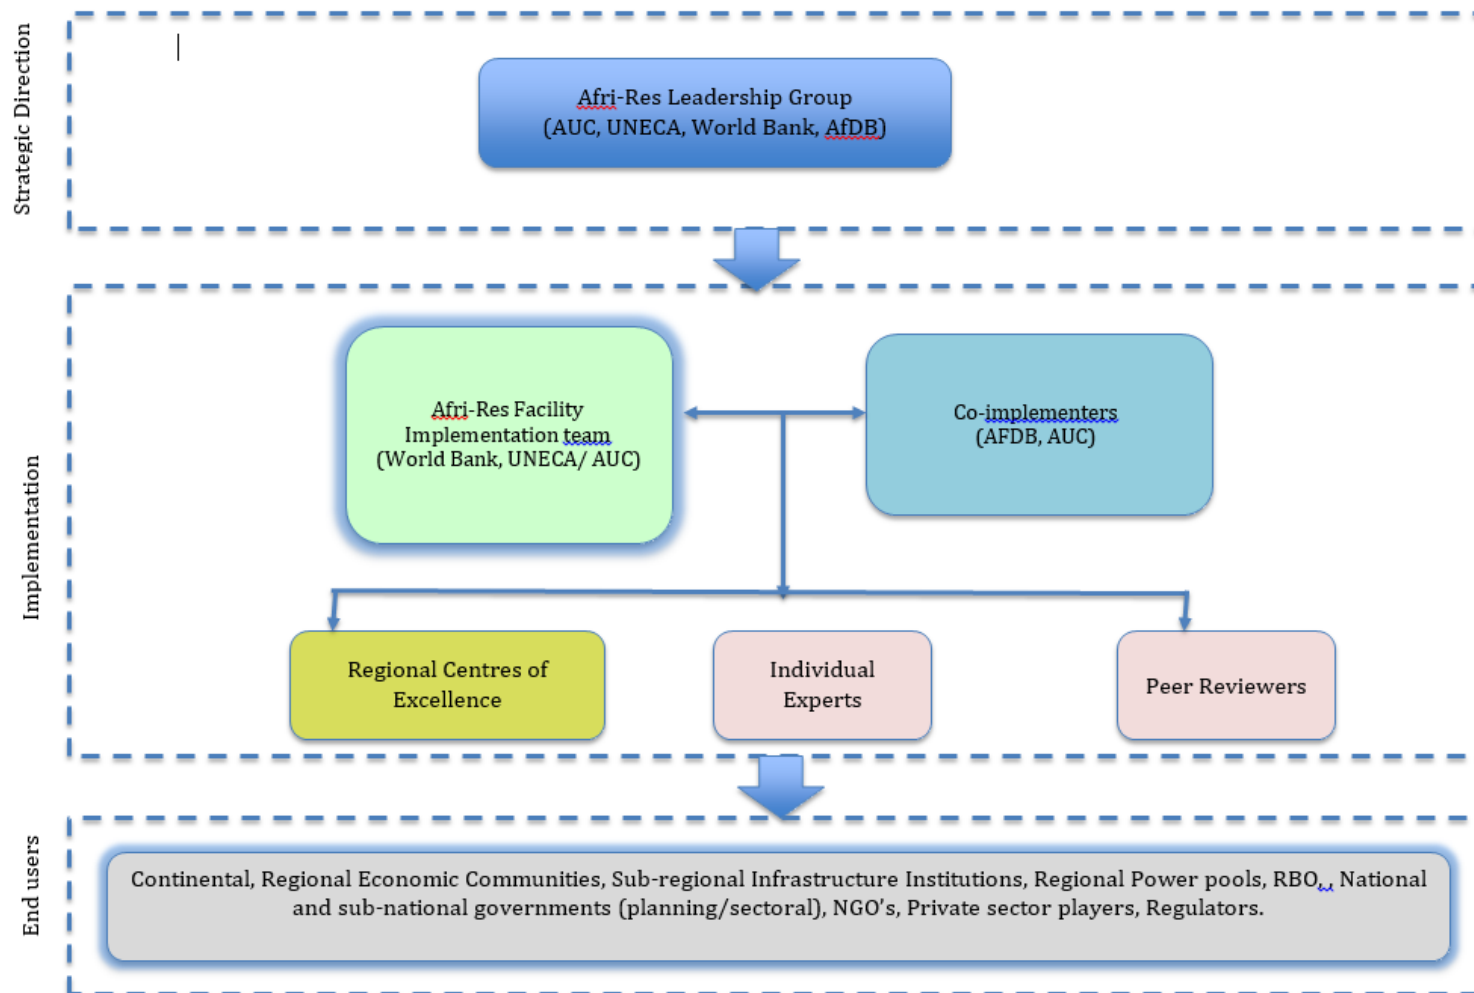 Strategic Direction
Afri-Res Leadership Group
(AUC, UNECA, World Bank, AfDB)
Implementation
Afri-Res Facility
Implementation team
(World Bank, UNECA/ AUC)
Co-implementers
(AFDB, AUC)
Regional Centres of
Excellence
Individual
Experts
Peer Reviewers
End users
Continental, Regional Economic Communities, Sub-regional Infrastructure Institutions, Regional Power pools, RBO, , National
and sub-national governments (planning/sectoral), NGO's, Private sector players, Regulators.